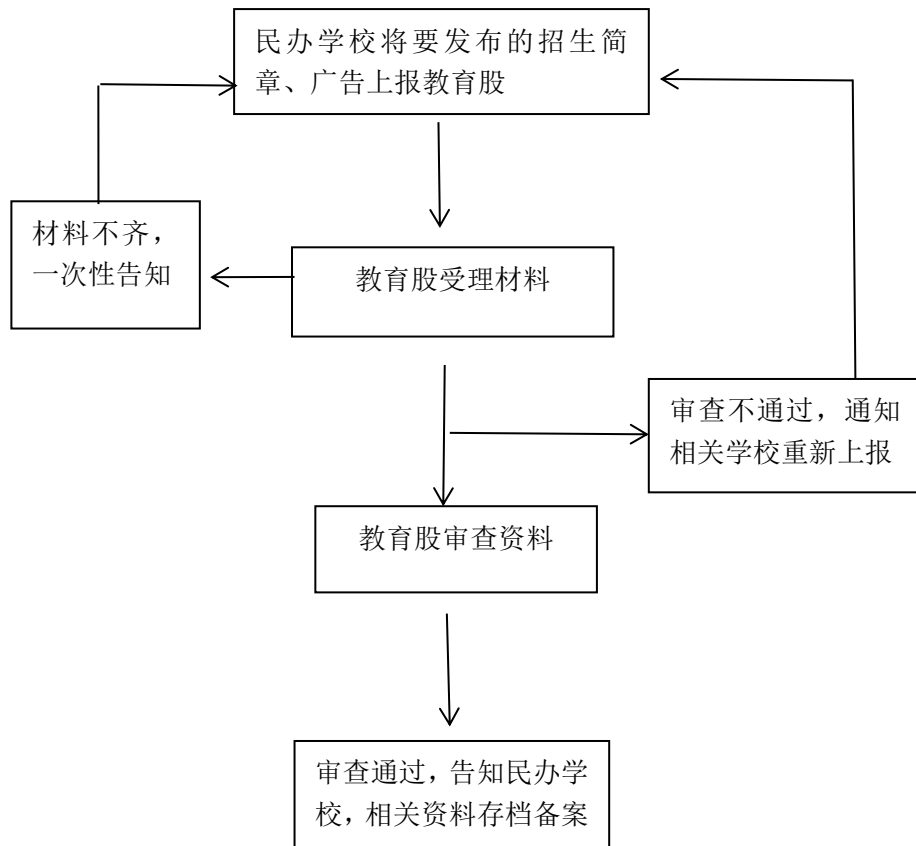 民办学校将要发布的招生简
章、广告上报教育股
材料不齐，
一次性告知
教育股受理材料
审查不通过，通知
相关学校重新上报
教育股审查资料
审查通过，告知民办学
校，相关资料存档备案